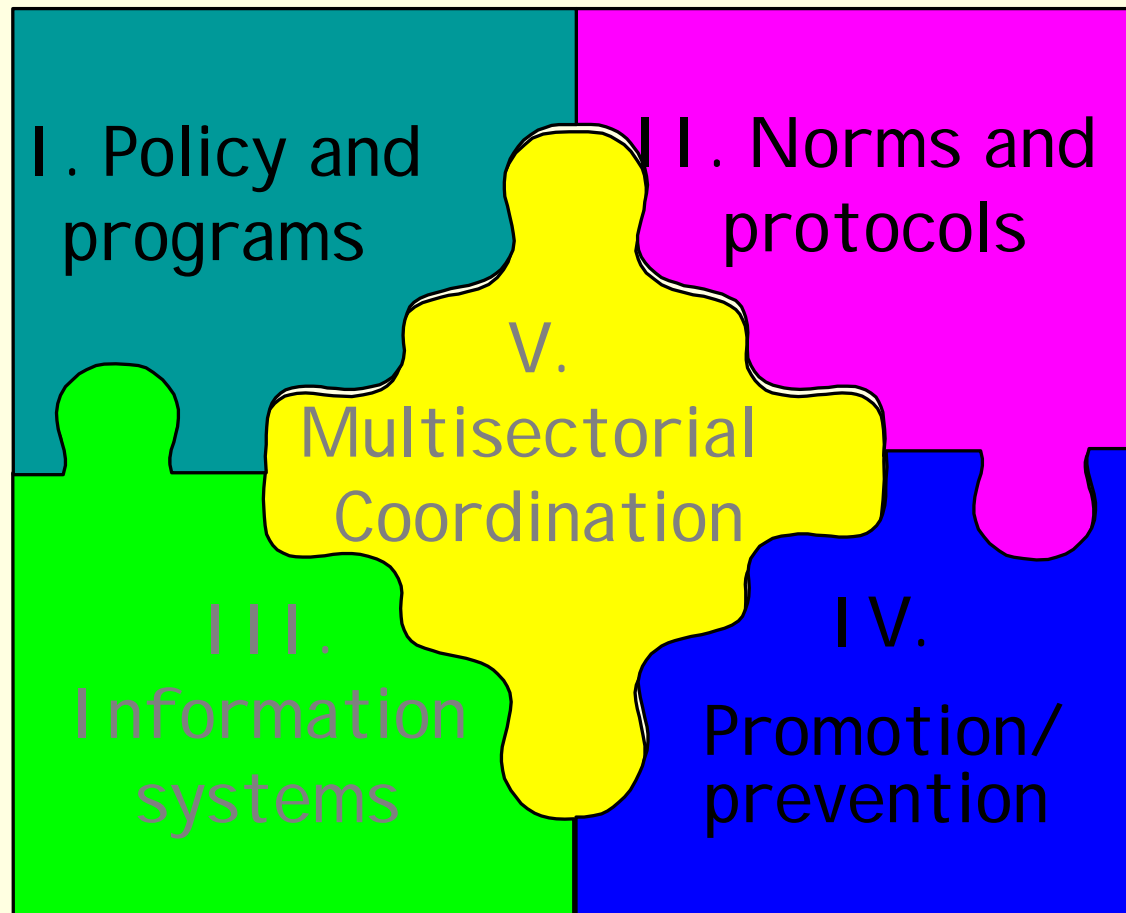 I. Policy and
programs
II. Norms and
protocols
V.
Multisectorial
Coordination
III.
Information
systems
IV.
Promotion/
prevention